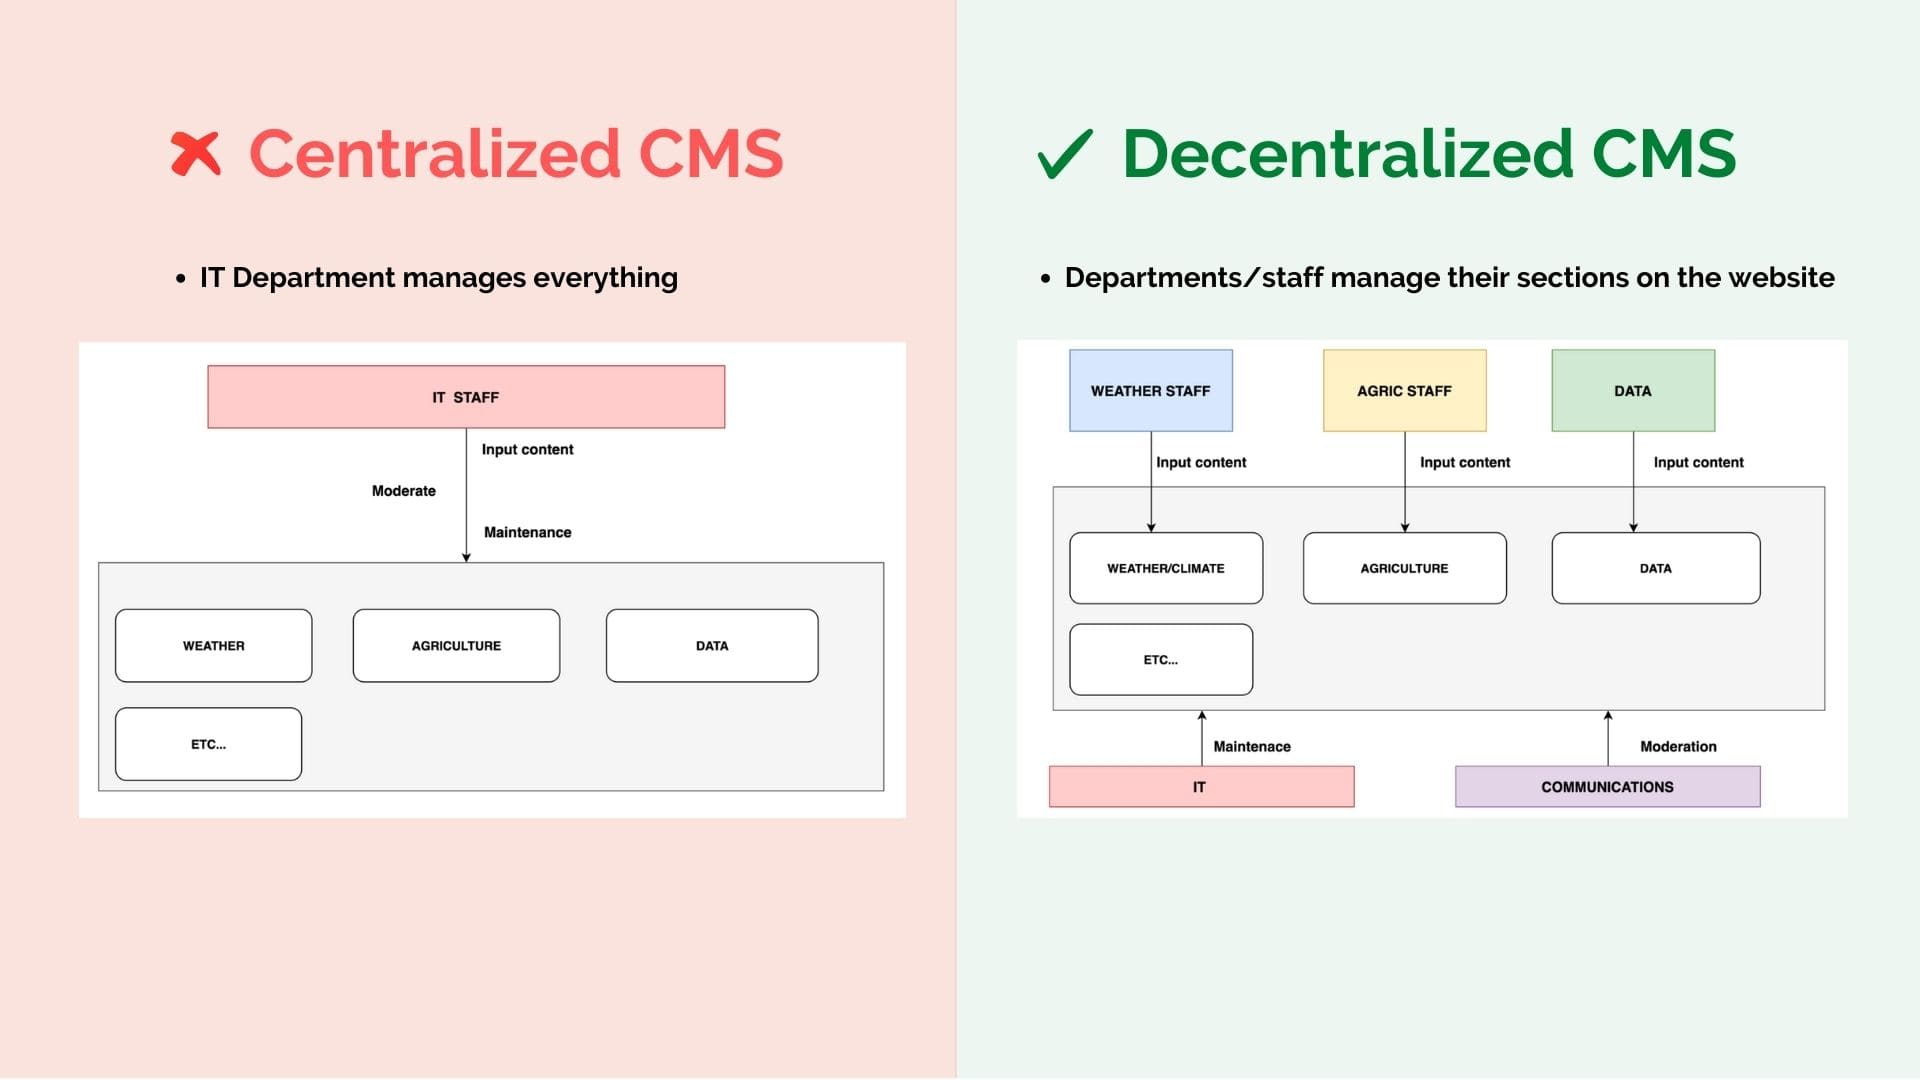 Centralized CMS
• IT Department manages everything
IT STAFF
Input content
Moderate
Maintenance
WEATHER
AGRICULTURE
DATA
ETC...
Decentralized CMS
• Departments/staff manage their sections on the website
WEATHER STAFF
AGRIC STAFF
DATA
Input content
Input content
Input content
WEATHER/CLIMATE
AGRICULTURE
DATA
ETC...
Maintenace
Moderation
IT
COMMUNICATIONS